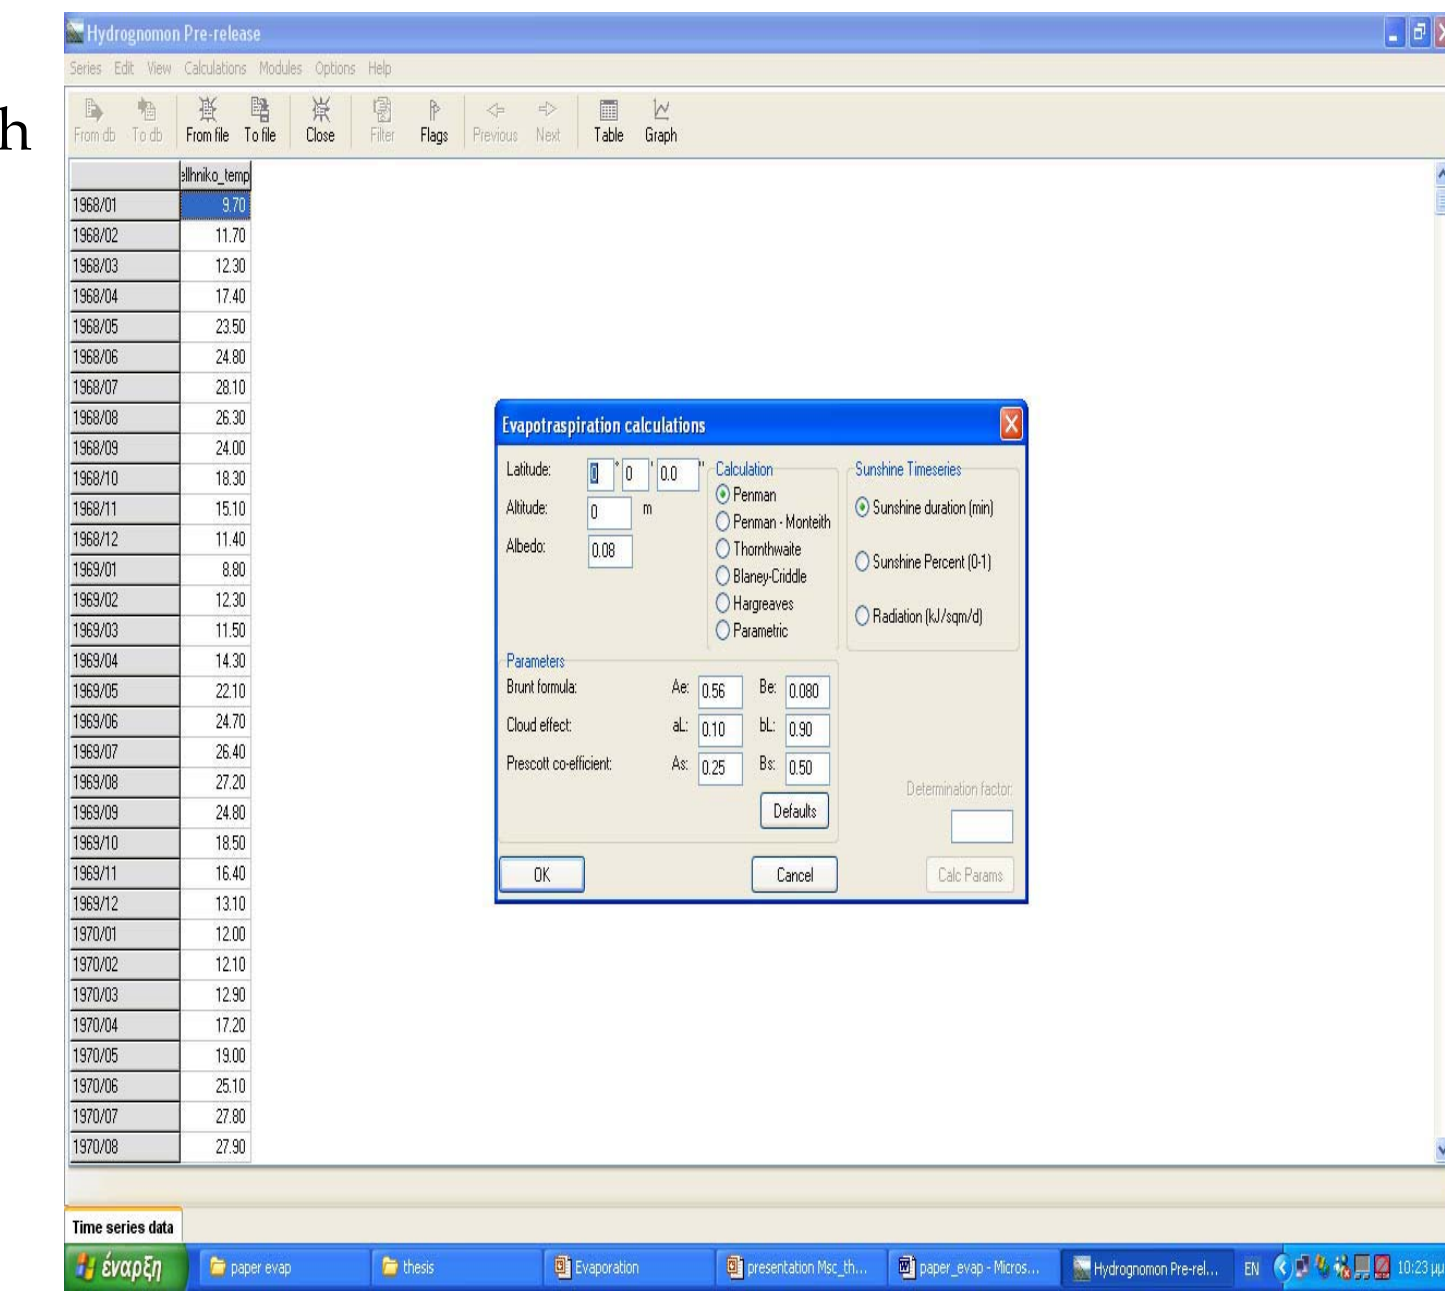 h
Hydrognomon Pre-release
Series Edit View Calculations Modules Options Help
From db To db From file To file Close Filter Flags Previous Next Table Graph
ellhniko_temp
1968/01 9.70
1968/02 11.70
1968/03 12.30
1968/04 17.40
1968/05 23.50
1968/06 24.80
1968/07 28.10
1968/08 26.30
1968/09 24.00
1968/10 18.30
1968/11 15.10
1968/12 11.40
1969/01 8.80
1969/02 12.30
1969/03 11.50
1969/04 14.30
1969/05 22.10
1969/06 24.70
1969/07 26.40
1969/08 27.20
1969/09 24.80
1969/10 18.50
1969/11 16.40
1969/12 13.10
1970/01 12.00
1970/02 12.10
1970/03 12.90
1970/04 17.20
1970/05 19.00
1970/06 25.10
1970/07 27.80
1970/08 27.90
Evapotraspiration calculations
Latitude: 0 ° 0 ' 0.0 "
Altitude: 0 m
Albedo: 0.08
Calculation
Penman
Penman - Monteith
Thornthwaite
Blaney-Criddle
Hargreaves
Parametric
Sunshine Timeseries
Sunshine duration (min)
Sunshine Percent (0-1)
Radiation (kJ/sqm/d)
Parameters
Brunt formula: Ae: 0.56 Be: 0.080
Cloud effect: aL: 0.10 bL: 0.90
Prescott co-efficient: As: 0.25 Bs: 0.50
Defaults
Determination factor:
OK Cancel Calc Params
Time series data
έναρξη paper evap thesis Evaporation presentation Msc_th... paper_evap - Micros... Hydrognomon Pre-rel... EN 10:23 μμ